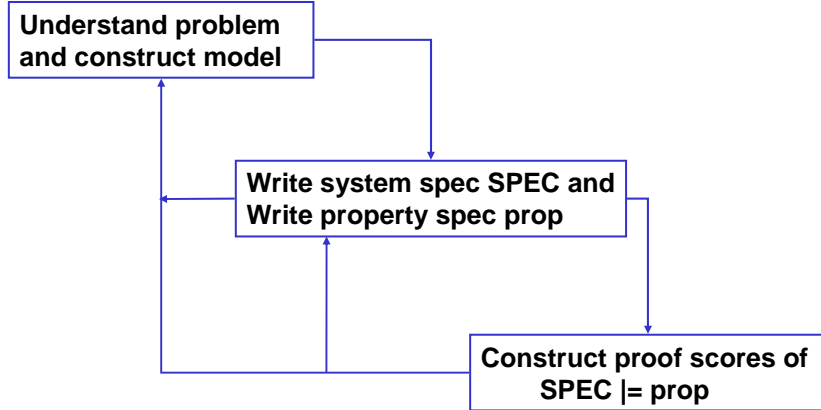 Understand problem
and construct model
Write system spec SPEC and
Write property spec prop
Construct proof scores of
SPEC |= prop